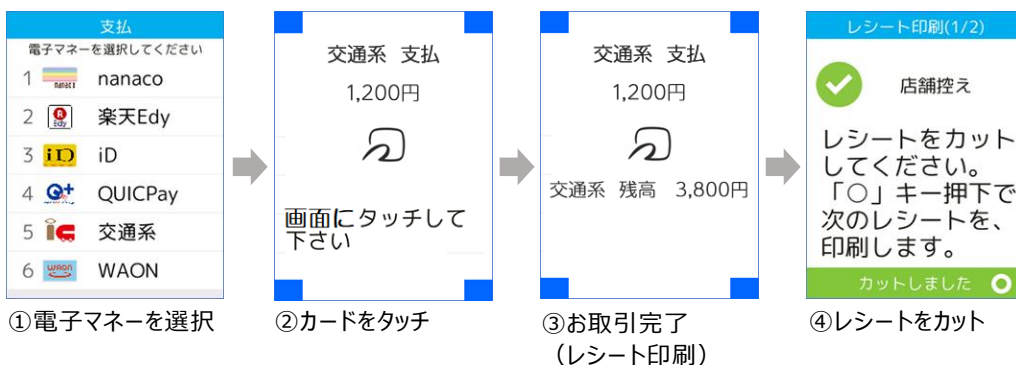 支払
電子マネーを選択してください
1 nanaco nanaco
2 Edy 楽天Edy
3 iD iD
4 QUICPay
5 交通系
6 WAON WAON
①電子マネーを選択
交通系 支払
1,200円
画面にタッチして
下さい
②カードをタッチ
交通系 支払
1,200円
交通系 残高 3,800円
③お取引完了
（レシート印刷）
レシート印刷(1/2)
店舗控え
レシートをカット
してください。
「○」キー押下で
次のレシートを、
印刷します。
カットしました
④レシートをカット